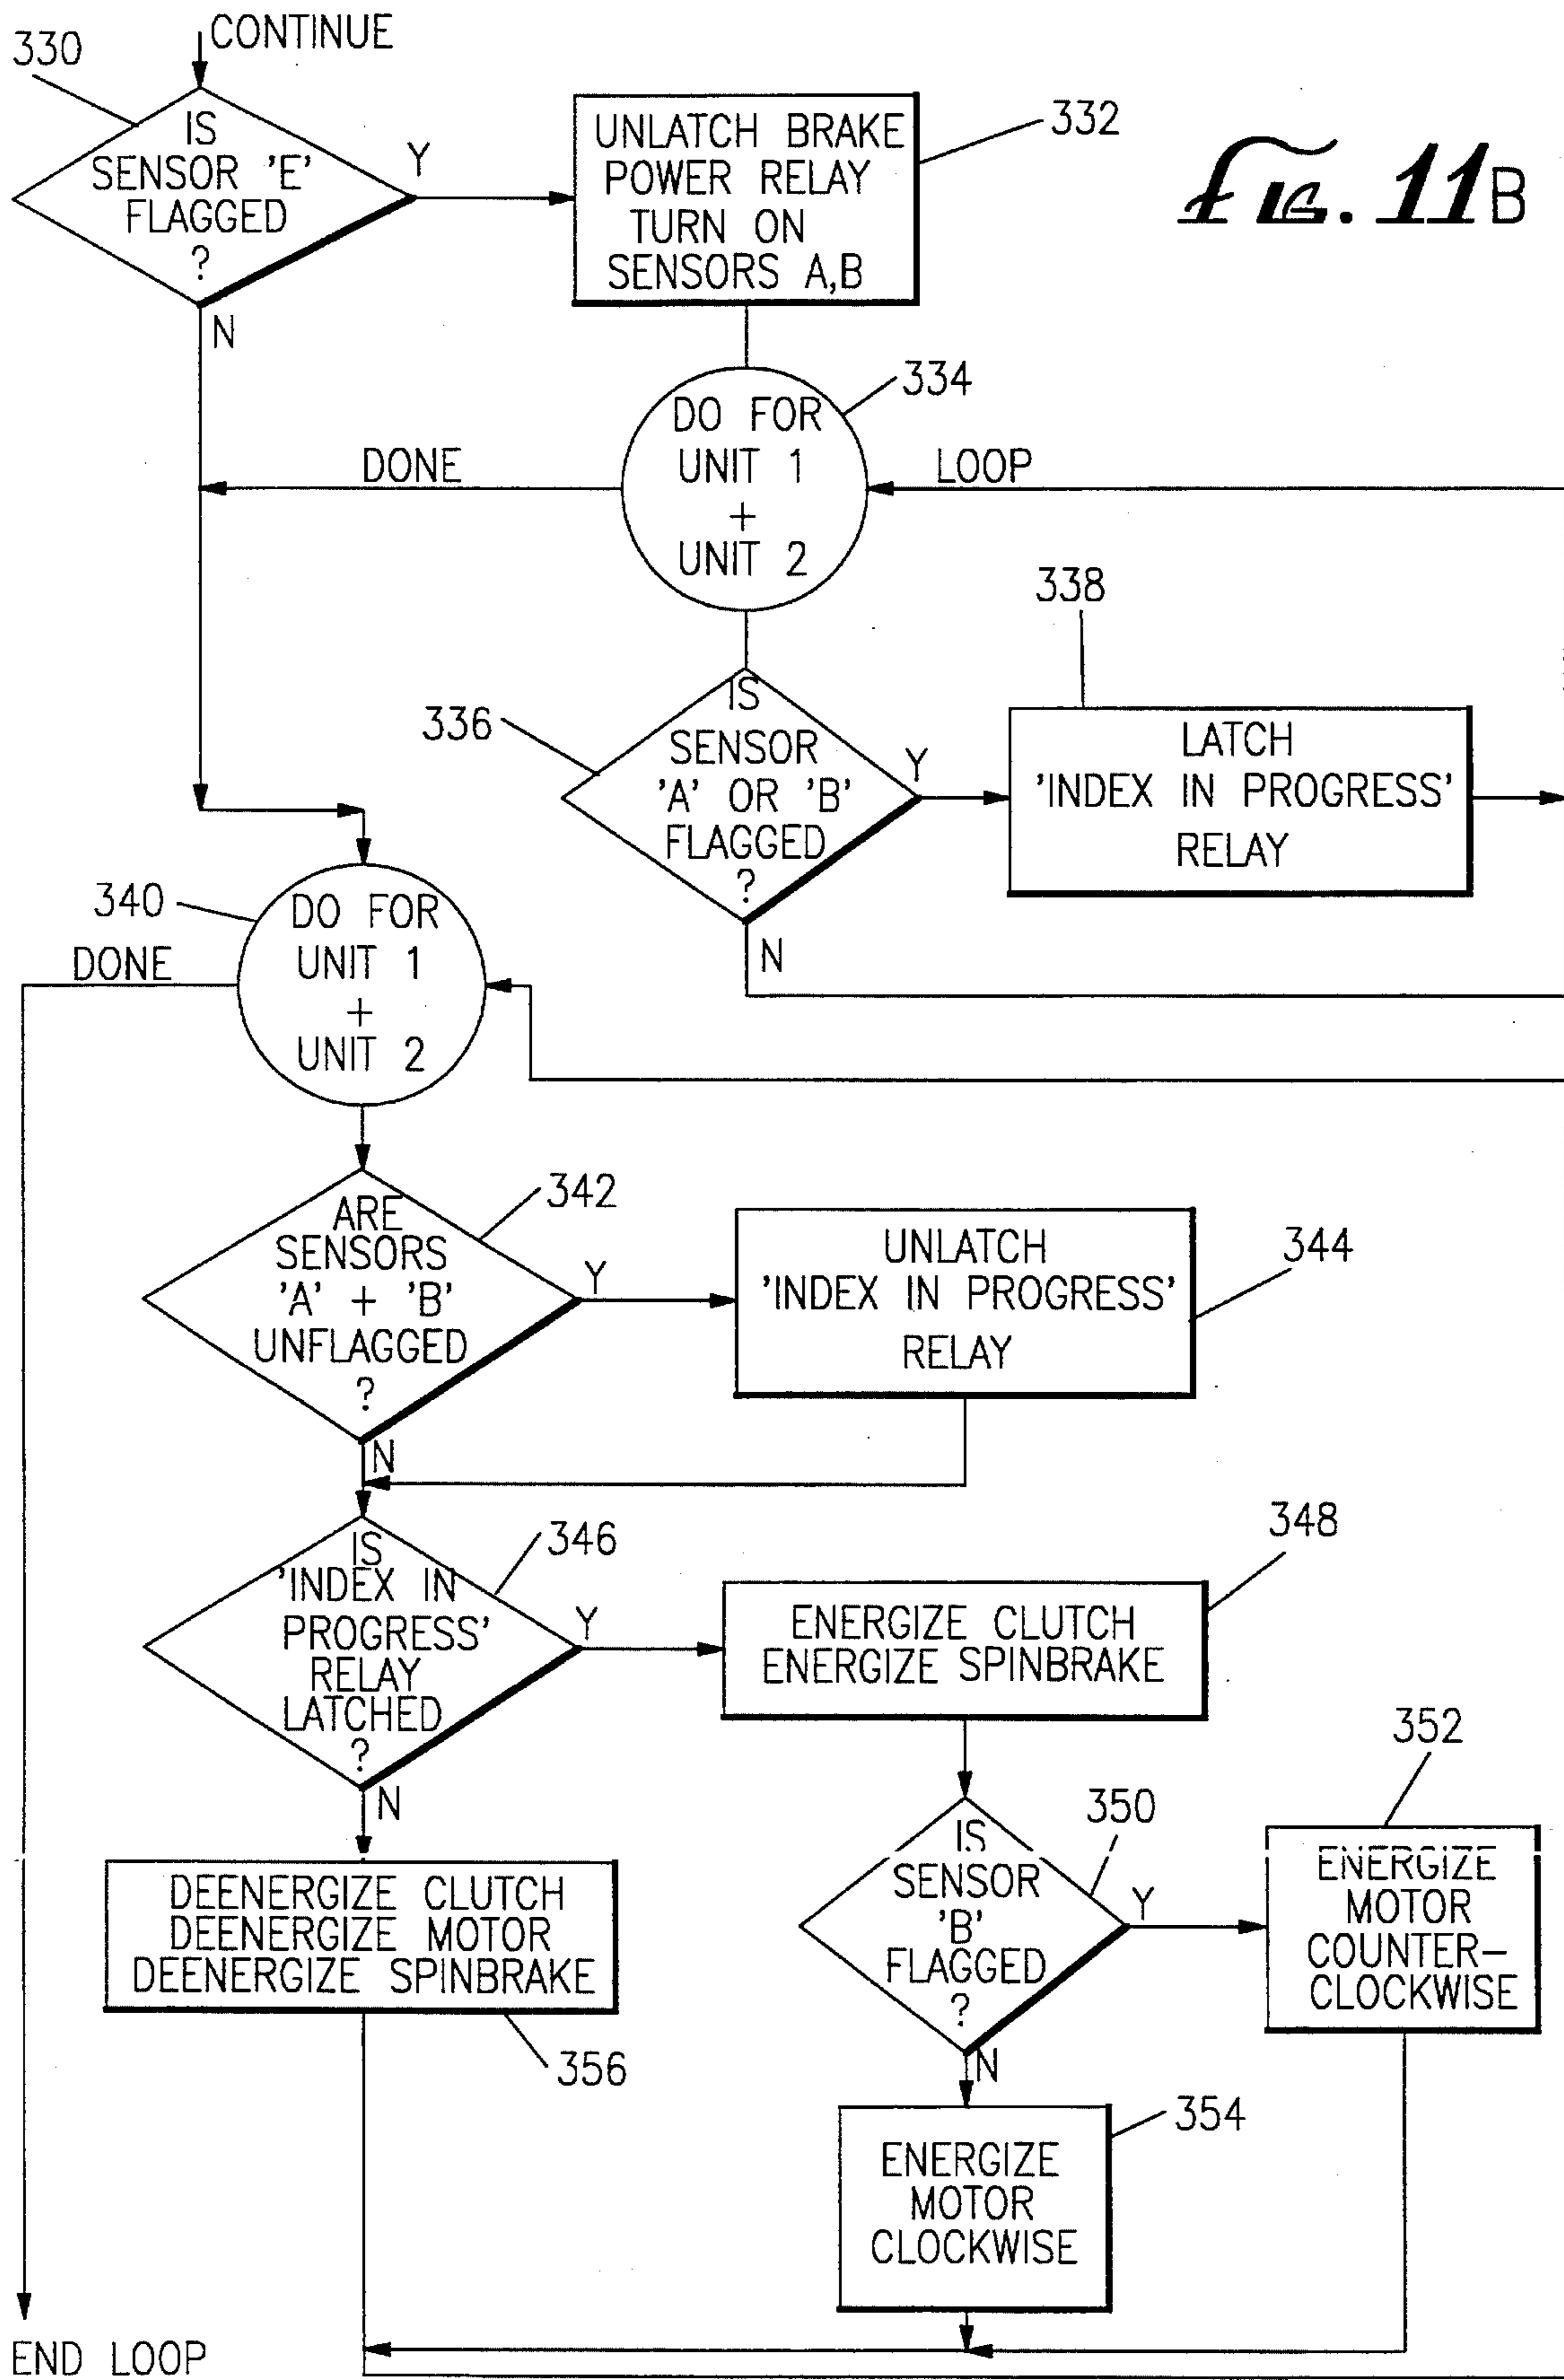 CONTINUE
330
IS
SENSOR 'E'
FLAGGED
?
Y
N
UNLATCH BRAKE
POWER RELAY
TURN ON
SENSORS A,B
332
FIG. 11B
DO FOR
UNIT 1
+
UNIT 2
334
DONE
LOOP
336
IS
SENSOR
'A' OR 'B'
FLAGGED
?
Y
N
338
LATCH
'INDEX IN PROGRESS'
RELAY
340
DO FOR
UNIT 1
+
UNIT 2
DONE
342
ARE
SENSORS
'A' + 'B'
UNFLAGGED
?
Y
N
UNLATCH
'INDEX IN PROGRESS'
RELAY
344
346
IS
'INDEX IN
PROGRESS'
RELAY
LATCHED
?
Y
N
348
ENERGIZE CLUTCH
ENERGIZE SPINBRAKE
350
IS
SENSOR
'B'
FLAGGED
?
Y
N
352
ENERGIZE
MOTOR
COUNTER-
CLOCKWISE
DEENERGIZE CLUTCH
DEENERGIZE MOTOR
DEENERGIZE SPINBRAKE
356
354
ENERGIZE
MOTOR
CLOCKWISE
END LOOP